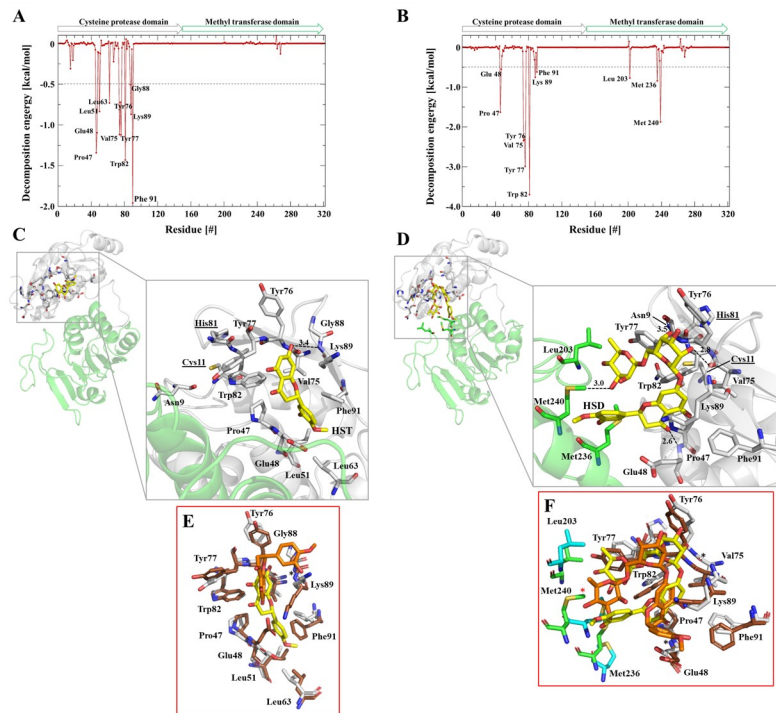 A
Cysteine protease domain
Methyl transferase domain
Decomposition engergy [kcal/mol]
0
-0.5
-1.0
-1.5
-2.0
Gly88
Leu63
Tyr76
Leu51
Lys89
Glu48
Val75
Tyr77
Pro47
Trp82
Phe 91
0
40
80
120
160
200
240
280
320
Residue [#]
B
Cysteine protease domain
Methyl transferase domain
Decomposition engergy [kcal/mol]
0
-1.0
-2.0
-3.0
-4.0
Glu 48
Phe 91
Lys 89
Leu 203
Met 236
Pro 47
Met 240
Tyr 76
Val 75
Tyr 77
Trp 82
0
40
80
120
160
200
240
280
320
Residue [#]
C
Tyr76
His81
Tyr77
Gly88
3.4
Lys89
Cys11
Val75
Trp82
Asn9
Phe91
Pro47
HST
Glu48
Leu51
Leu63
D
Tyr76
Asn9
His81
Tyr77
3.5
2.8
Leu203
Cys11
Trp82
Val75
3.0
Met240
Lys89
HSD
2.6
Pro47
Met236
Phe91
Glu48
E
Tyr76
Gly88
Tyr77
*
Lys89
Trp82
Phe91
Pro47
Glu48
Leu51
Leu63
F
Tyr76
Leu203
Tyr77
*
Val75
Trp82
Met240
*
Lys89
Pro47
Phe91
*
Met236
Glu48